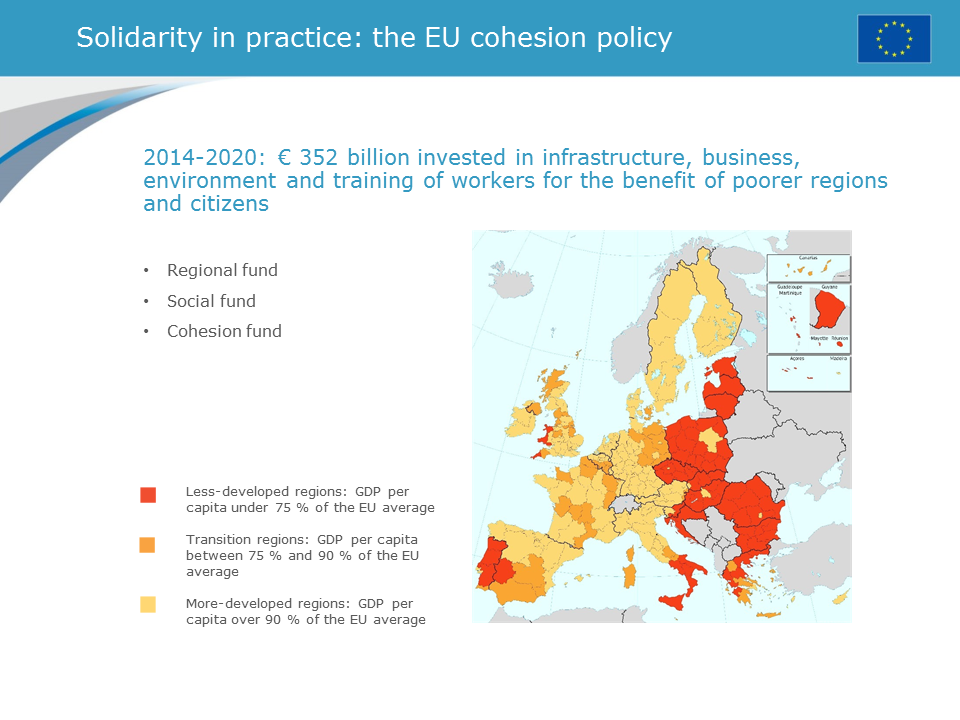 Solidarity in practice: the EU cohesion policy
2014-2020: € 352 billion invested in infrastructure, business,
environment and training of workers for the benefit of poorer regions
and citizens
• Regional fund
• Social fund
• Cohesion fund
Canarias
Guadeloupe
Martinique
Guyane
Mayotte Réunion
Açores Madeira
Less-developed regions: GDP per
capita under 75 % of the EU average
Transition regions: GDP per capita
between 75 % and 90 % of the EU
average
More-developed regions: GDP per
capita over 90 % of the EU average